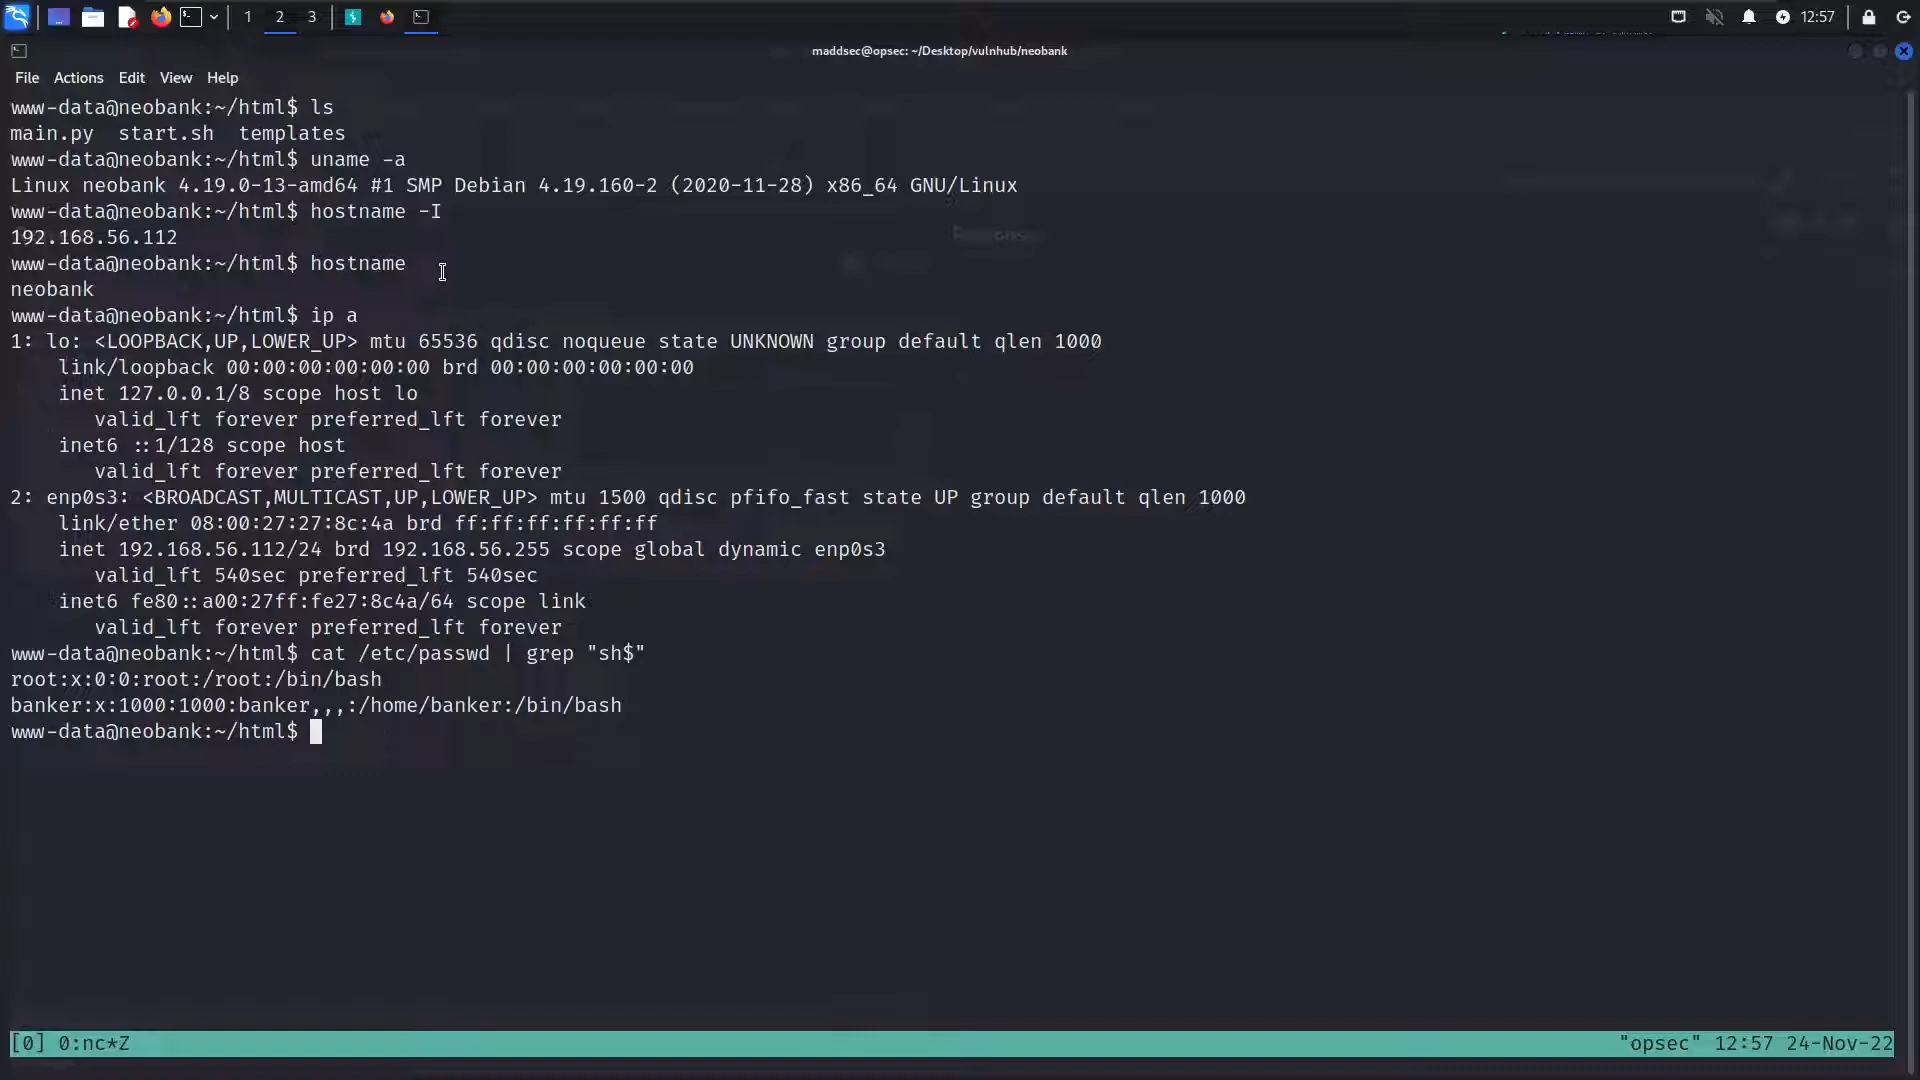 1 2 3 12:57
maddsec@opsec: ~/Desktop/vulnhub/neobank
File Actions Edit View Help
www-data@neobank:~/html$ ls
main.py  start.sh  templates
www-data@neobank:~/html$ uname -a
Linux neobank 4.19.0-13-amd64 #1 SMP Debian 4.19.160-2 (2020-11-28) x86_64 GNU/Linux
www-data@neobank:~/html$ hostname -I
192.168.56.112
www-data@neobank:~/html$ hostname
neobank
www-data@neobank:~/html$ ip a
1: lo: <LOOPBACK,UP,LOWER_UP> mtu 65536 qdisc noqueue state UNKNOWN group default qlen 1000
    link/loopback 00:00:00:00:00:00 brd 00:00:00:00:00:00
    inet 127.0.0.1/8 scope host lo
       valid_lft forever preferred_lft forever
    inet6 ::1/128 scope host
       valid_lft forever preferred_lft forever
2: enp0s3: <BROADCAST,MULTICAST,UP,LOWER_UP> mtu 1500 qdisc pfifo_fast state UP group default qlen 1000
    link/ether 08:00:27:27:8c:4a brd ff:ff:ff:ff:ff:ff
    inet 192.168.56.112/24 brd 192.168.56.255 scope global dynamic enp0s3
       valid_lft 540sec preferred_lft 540sec
    inet6 fe80::a00:27ff:fe27:8c4a/64 scope link
       valid_lft forever preferred_lft forever
www-data@neobank:~/html$ cat /etc/passwd | grep "sh$"
root:x:0:0:root:/root:/bin/bash
banker:x:1000:1000:banker,,,:/home/banker:/bin/bash
www-data@neobank:~/html$
[0] 0:nc*Z "opsec" 12:57 24-Nov-22